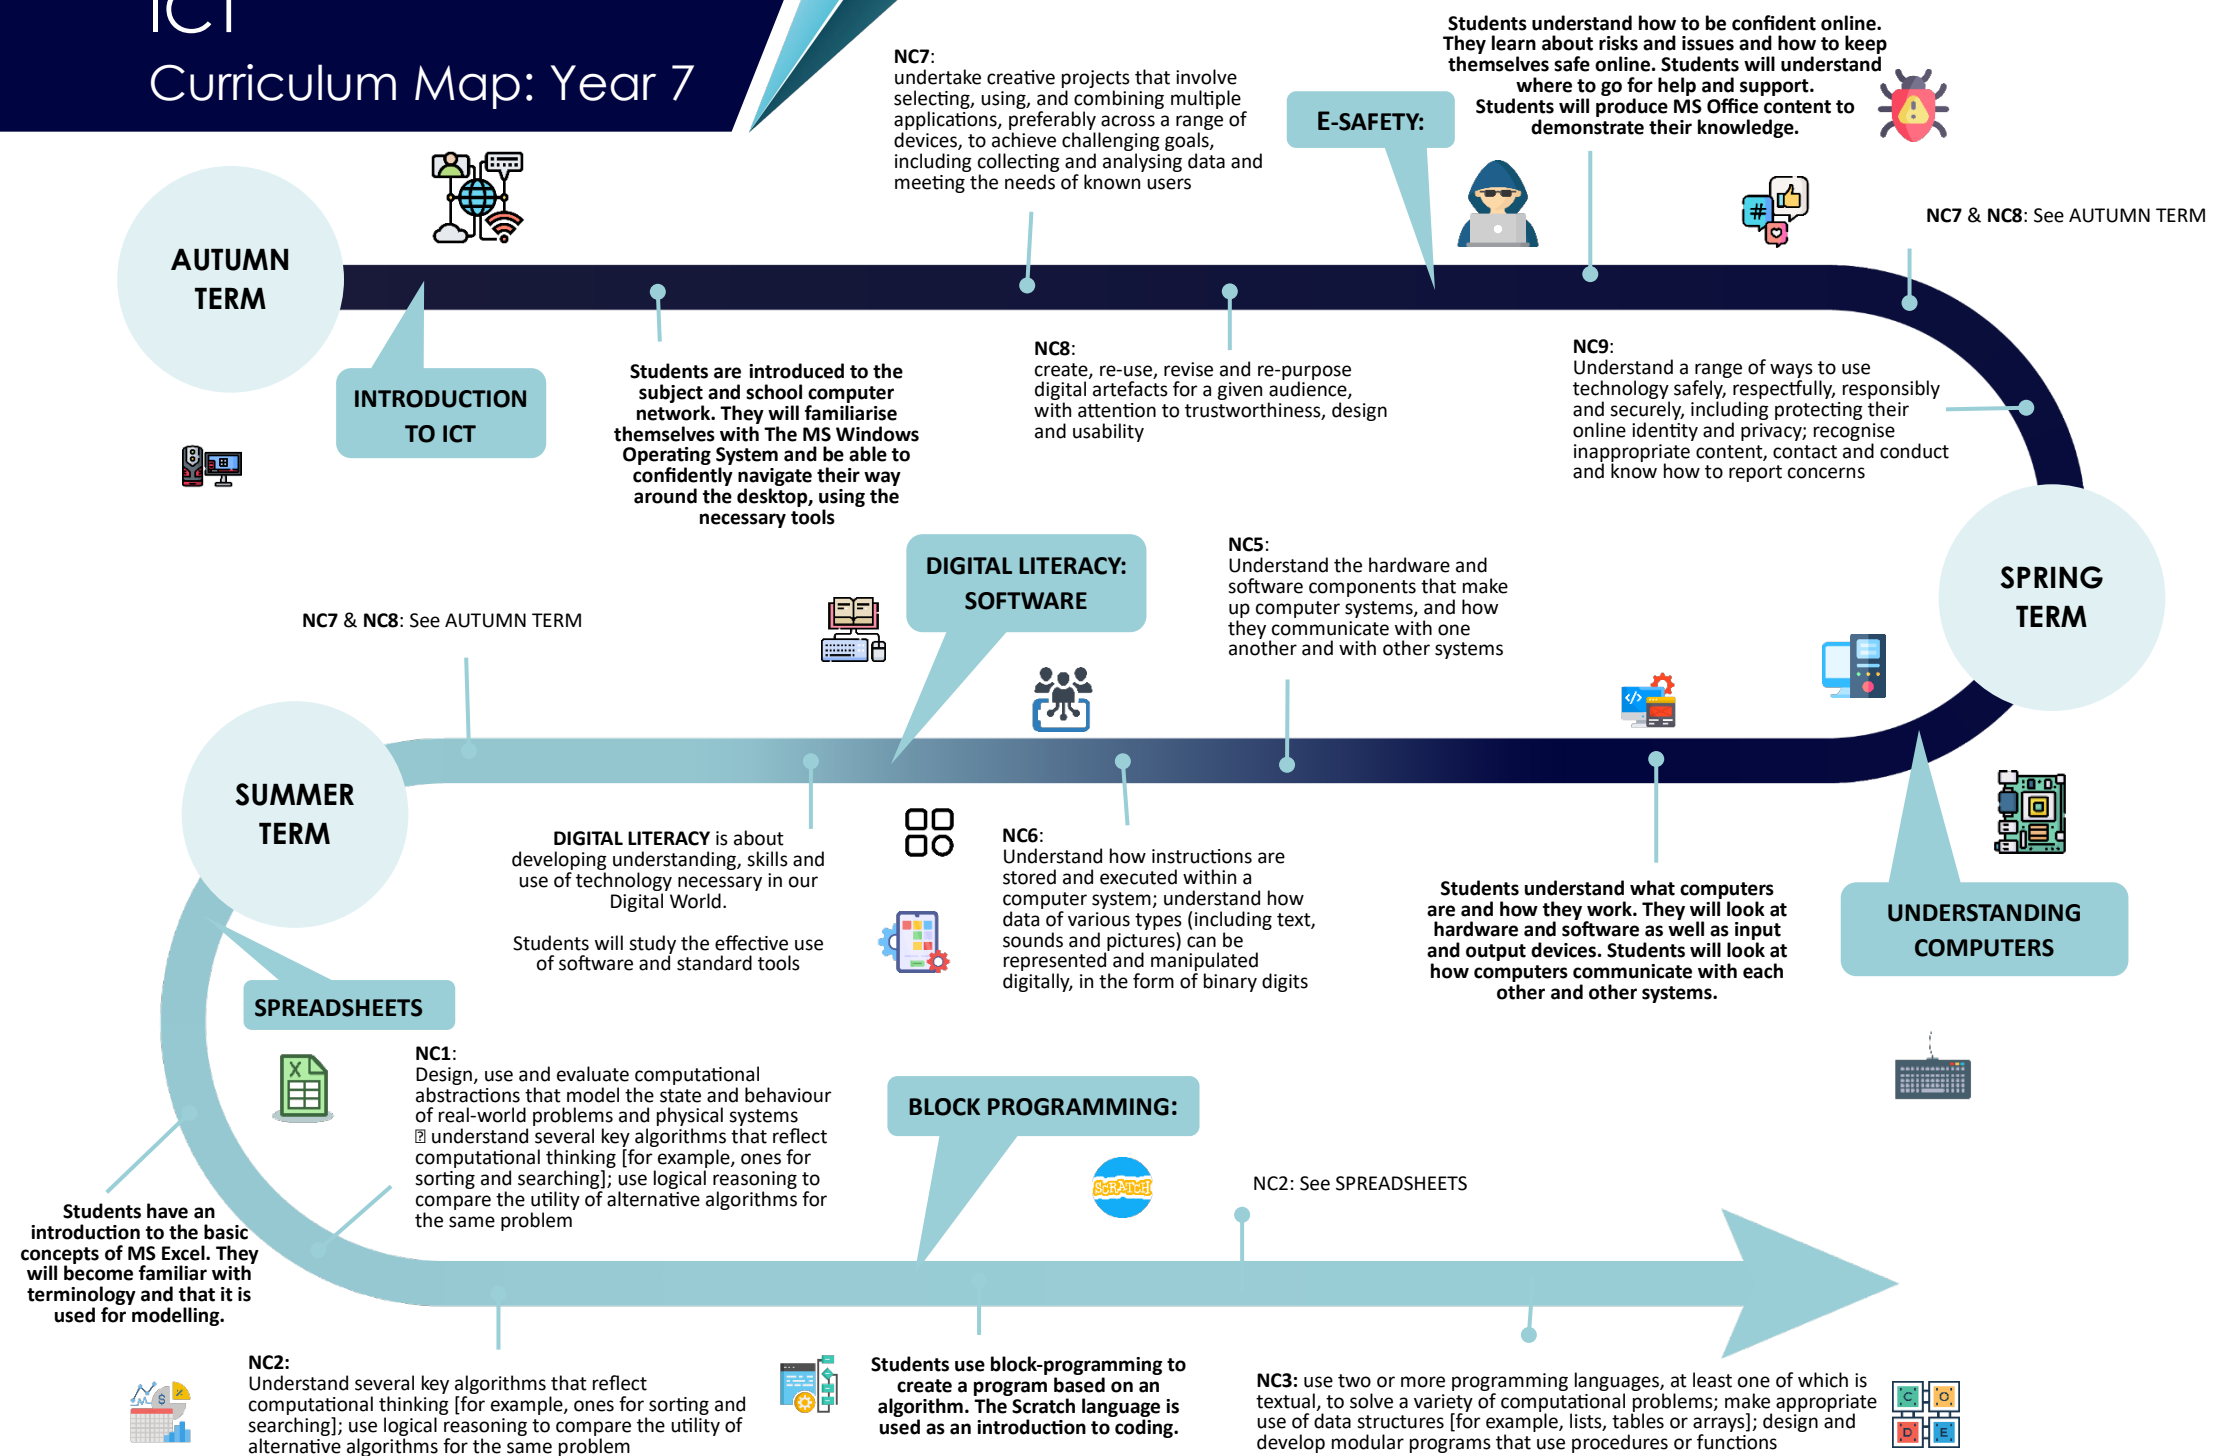 ICT
Curriculum Map: Year 7
AUTUMN
TERM
INTRODUCTION
TO ICT
Students are introduced to the
subject and school computer
network. They will familiarise
themselves with The MS Windows
Operating System and be able to
confidently navigate their way
around the desktop, using the
necessary tools
NC7:
undertake creative projects that involve
selecting, using, and combining multiple
applications, preferably across a range of
devices, to achieve challenging goals,
including collecting and analysing data and
meeting the needs of known users
NC8:
create, re-use, revise and re-purpose
digital artefacts for a given audience,
with attention to trustworthiness, design
and usability
E-SAFETY:
Students understand how to be confident online.
They learn about risks and issues and how to keep
themselves safe online. Students will understand
where to go for help and support.
Students will produce MS Office content to
demonstrate their knowledge.
NC7 & NC8: See AUTUMN TERM
NC9:
Understand a range of ways to use
technology safely, respectfully, responsibly
and securely, including protecting their
online identity and privacy; recognise
inappropriate content, contact and conduct
and know how to report concerns
SPRING
TERM
UNDERSTANDING
COMPUTERS
Students understand what computers
are and how they work. They will look at
hardware and software as well as input
and output devices. Students will look at
how computers communicate with each
other and other systems.
NC5:
Understand the hardware and
software components that make
up computer systems, and how
they communicate with one
another and with other systems
NC6:
Understand how instructions are
stored and executed within a
computer system; understand how
data of various types (including text,
sounds and pictures) can be
represented and manipulated
digitally, in the form of binary digits
DIGITAL LITERACY:
SOFTWARE
DIGITAL LITERACY is about
developing understanding, skills and
use of technology necessary in our
Digital World.
Students will study the effective use
of software and standard tools
NC7 & NC8: See AUTUMN TERM
SUMMER
TERM
SPREADSHEETS
Students have an
introduction to the basic
concepts of MS Excel. They
will become familiar with
terminology and that it is
used for modelling.
NC1:
Design, use and evaluate computational
abstractions that model the state and behaviour
of real-world problems and physical systems
⍰ understand several key algorithms that reflect
computational thinking [for example, ones for
sorting and searching]; use logical reasoning to
compare the utility of alternative algorithms for
the same problem
NC2:
Understand several key algorithms that reflect
computational thinking [for example, ones for sorting and
searching]; use logical reasoning to compare the utility of
alternative algorithms for the same problem
BLOCK PROGRAMMING:
SCRATCH
Students use block-programming to
create a program based on an
algorithm. The Scratch language is
used as an introduction to coding.
NC2: See SPREADSHEETS
NC3: use two or more programming languages, at least one of which is
textual, to solve a variety of computational problems; make appropriate
use of data structures [for example, lists, tables or arrays]; design and
develop modular programs that use procedures or functions
C O
D E